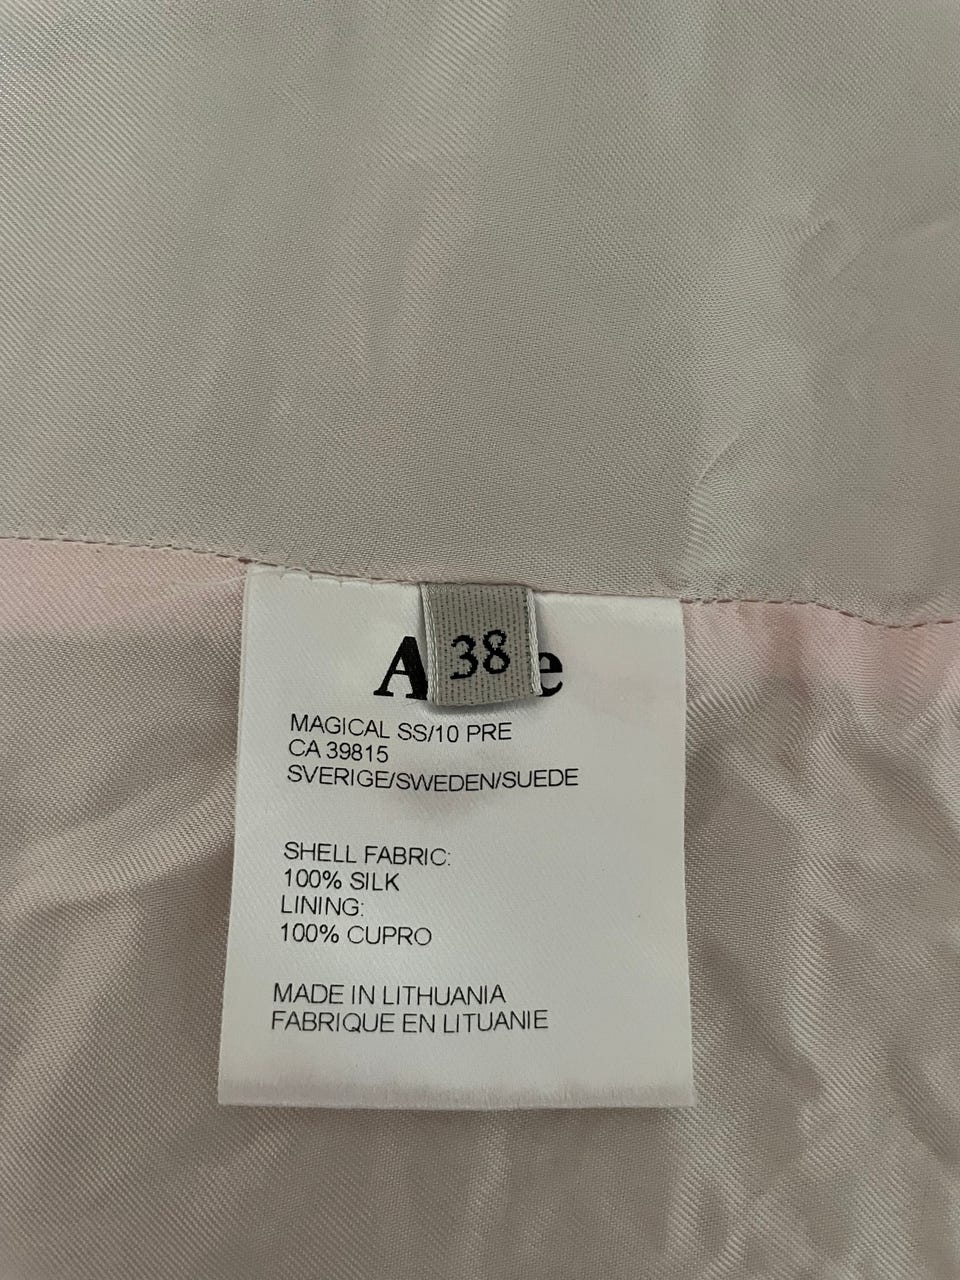 38
MAGICAL SS/10 PRE
CA 39815
SVERIGE/SWEDEN/SUEDE
SHELL FABRIC:
100% SILK
LINING:
100% CUPRO
MADE IN LITHUANIA
FABRIQUE EN LITUANIE